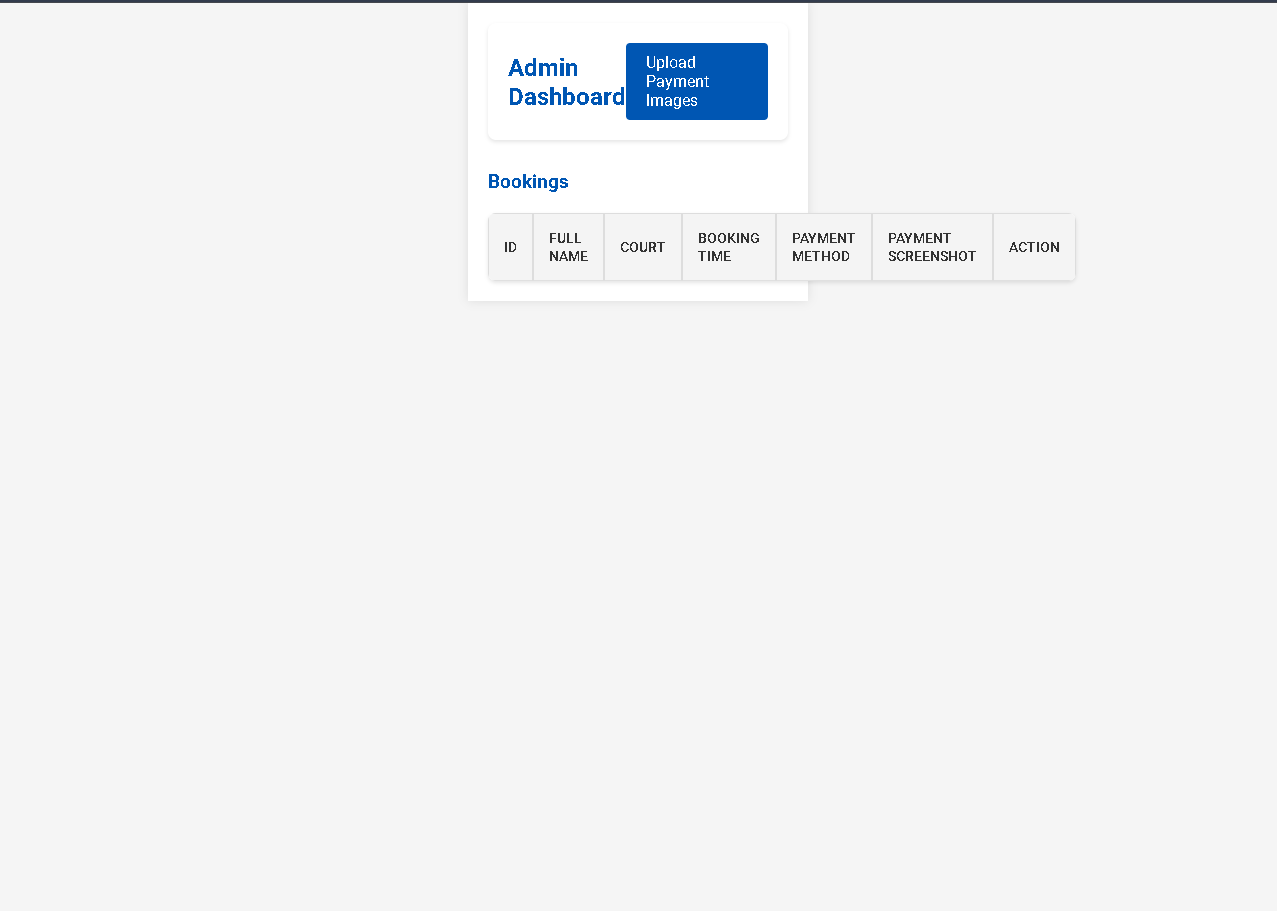 Admin
Dashboard
Upload
Payment
Images
Bookings
ID
FULL
NAME
COURT
BOOKING
TIME
PAYMENT
METHOD
PAYMENT
SCREENSHOT
ACTION